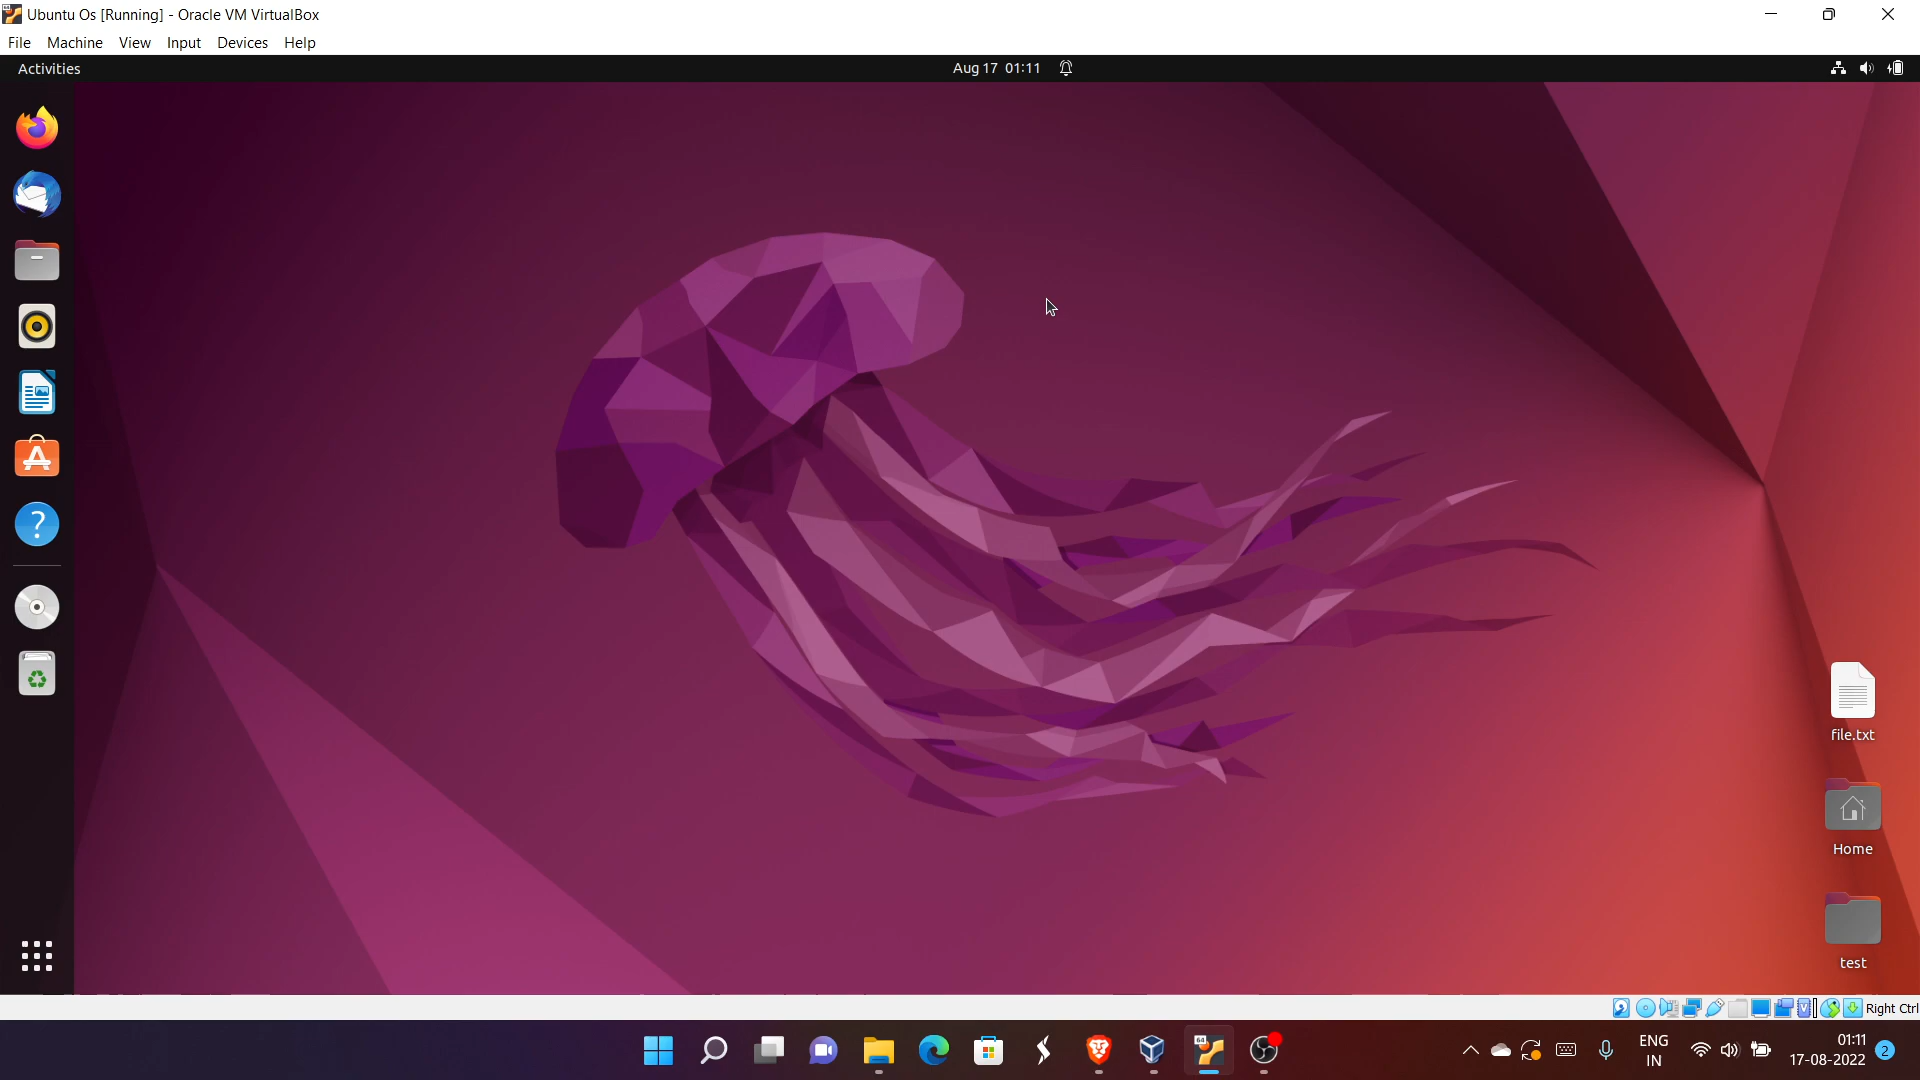 Ubuntu Os [Running] - Oracle VM VirtualBox
File Machine View Input Devices Help
Activities
Aug 17 01:11
file.txt
Home
test
Right Ctrl
64
ENG
IN
01:11
17-08-2022
2